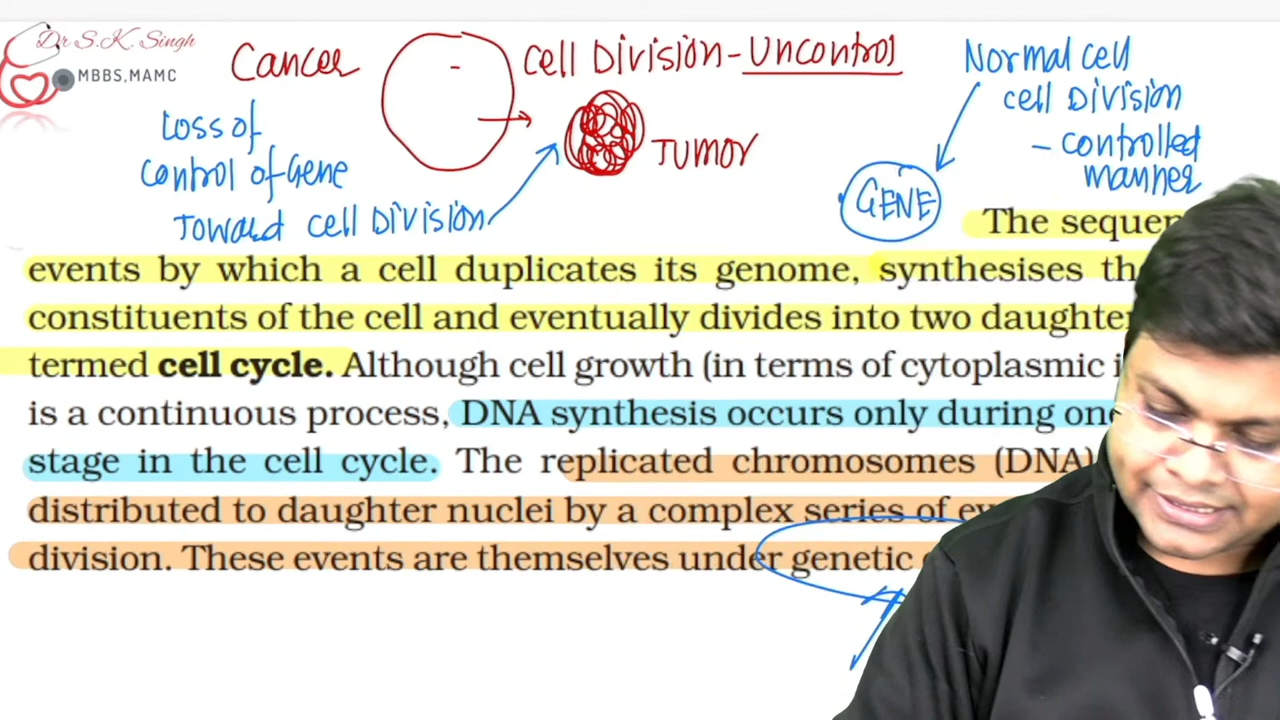 Dr S.K. Singh
MBBS,MAMC
Cancer
Cell Division-Uncontrol
Tumor
Loss of
Control of Gene
Toward cell Division
Normal cell
cell Division
- controlled
manner
GENE
The sequen
events by which a cell duplicates its genome, synthesises th
constituents of the cell and eventually divides into two daughter
termed cell cycle. Although cell growth (in terms of cytoplasmic i
is a continuous process, DNA synthesis occurs only during one
stage in the cell cycle. The replicated chromosomes (DNA)
distributed to daughter nuclei by a complex series of ev
division. These events are themselves under genetic